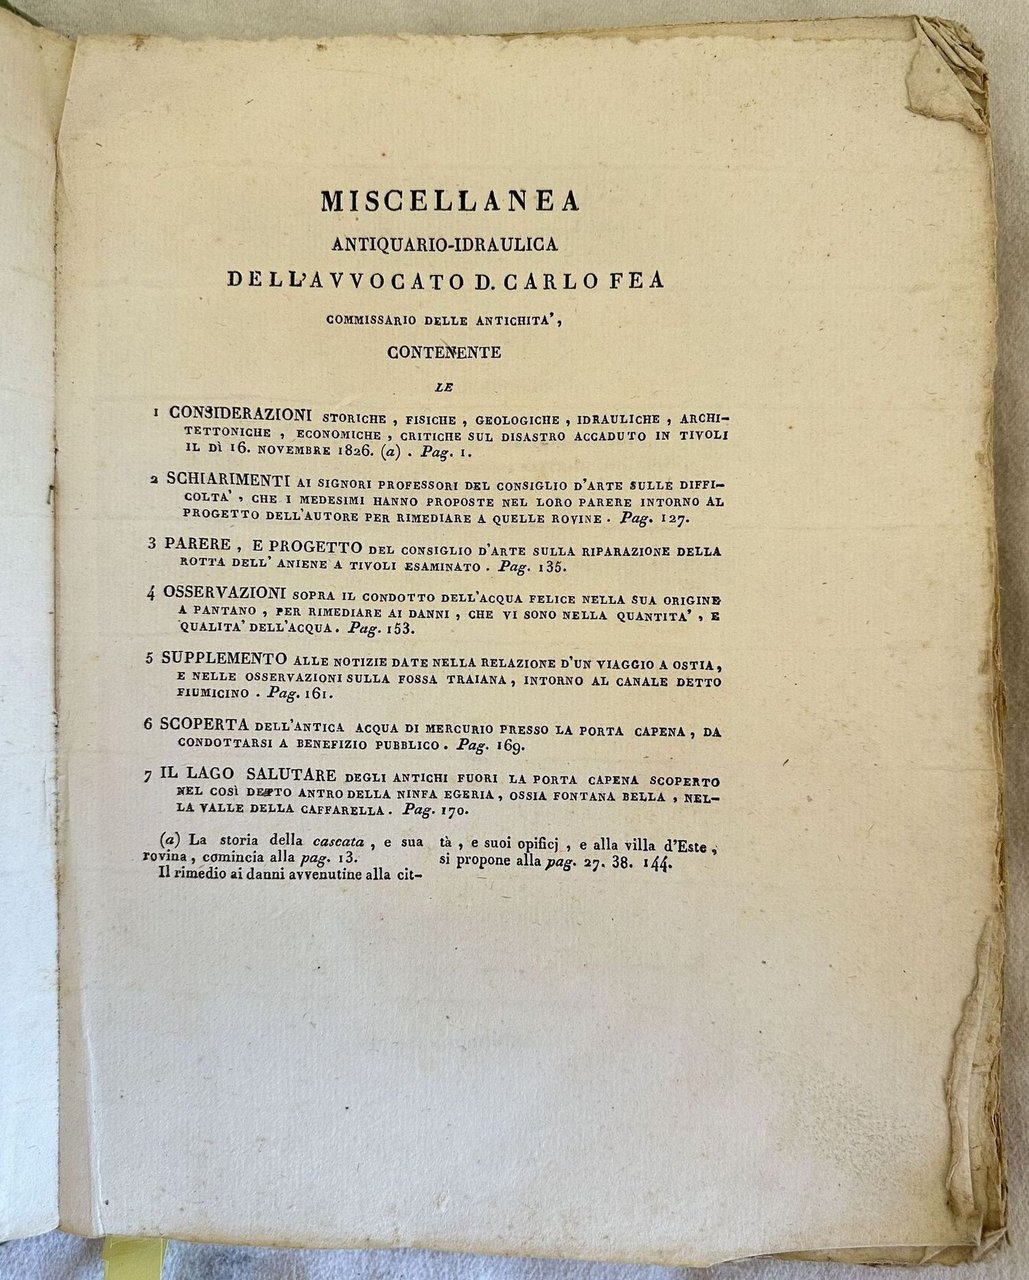 MISCELLANEA
ANTIQUARIO-IDRAULICA
DELL'AVVOCATO D. CARLO FEA
COMMISSARIO DELLE ANTICHITA',
CONTENENTE
LE
1 CONSIDERAZIONI STORICHE, FISICHE, GEOLOGICHE, IDRAULICHE, ARCHI-
TETTONICHE, ECONOMICHE, CRITICHE SUL DISASTRO ACCADUTO IN TIVOLI
IL DÌ 16. NOVEMBRE 1826. (a). Pag. 1.
2 SCHIARIMENTI AI SIGNORI PROFESSORI DEL CONSIGLIO D'ARTE SULLE DIFFI-
COLTA', CHE I MEDESIMI HANNO PROPOSTE NEL LORO PARERE INTORNO AL
PROGETTO DELL'AUTORE PER RIMEDIARE A QUELLE ROVINE. Pag. 127.
3 PARERE, E PROGETTO DEL CONSIGLIO D'ARTE SULLA RIPARAZIONE DELLA
ROTTA DELL'ANIENE A TIVOLI ESAMINATO. Pag. 135.
4 OSSERVAZIONI SOPRA IL CONDOTTO DELL'ACQUA FELICE NELLA SUA ORIGINE
A PANTANO, PER RIMEDIARE AI DANNI, CHE VI SONO NELLA QUANTITA', E
QUALITA' DELL'ACQUA. Pag. 153.
5 SUPPLEMENTO ALLE NOTIZIE DATE NELLA RELAZIONE D'UN VIAGGIO A OSTIA,
E NELLE OSSERVAZIONI SULLA FOSSA TRAIANA, INTORNO AL CANALE DETTO
FIUMICINO. Pag. 161.
6 SCOPERTA DELL'ANTICA ACQUA DI MERCURIO PRESSO LA PORTA CAPENA, DA
CONDOTTARSI A BENEFIZIO PUBBLICO. Pag. 169.
7 IL LAGO SALUTARE DEGLI ANTICHI FUORI LA PORTA CAPENA SCOPERTO
NEL COSÌ DETTO ANTRO DELLA NINFA EGERIA, OSSIA FONTANA BELLA, NEL-
LA VALLE DELLA CAFFARELLA. Pag. 170.
(a) La storia della cascata, e sua
rovina, comincia alla pag. 13.
Il rimedio ai danni avvenutine alla cit-
tà, e suoi opificj, e alla villa d'Este,
si propone alla pag. 27. 38. 144.